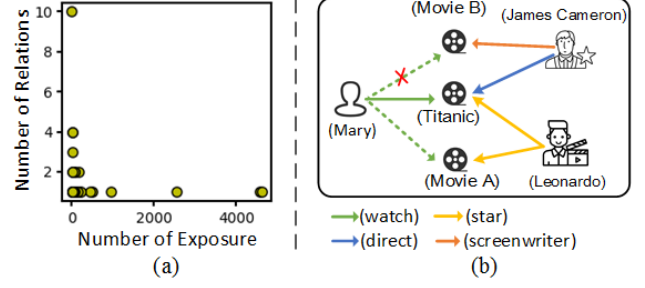 Number of Relations
10
8
6
4
2
0
2000
4000
Number of Exposure
(a)
(Movie B)
(James Cameron)
(Mary)
(Titanic)
(Movie A)
(Leonardo)
(watch)
(star)
(direct)
(screenwriter)
(b)